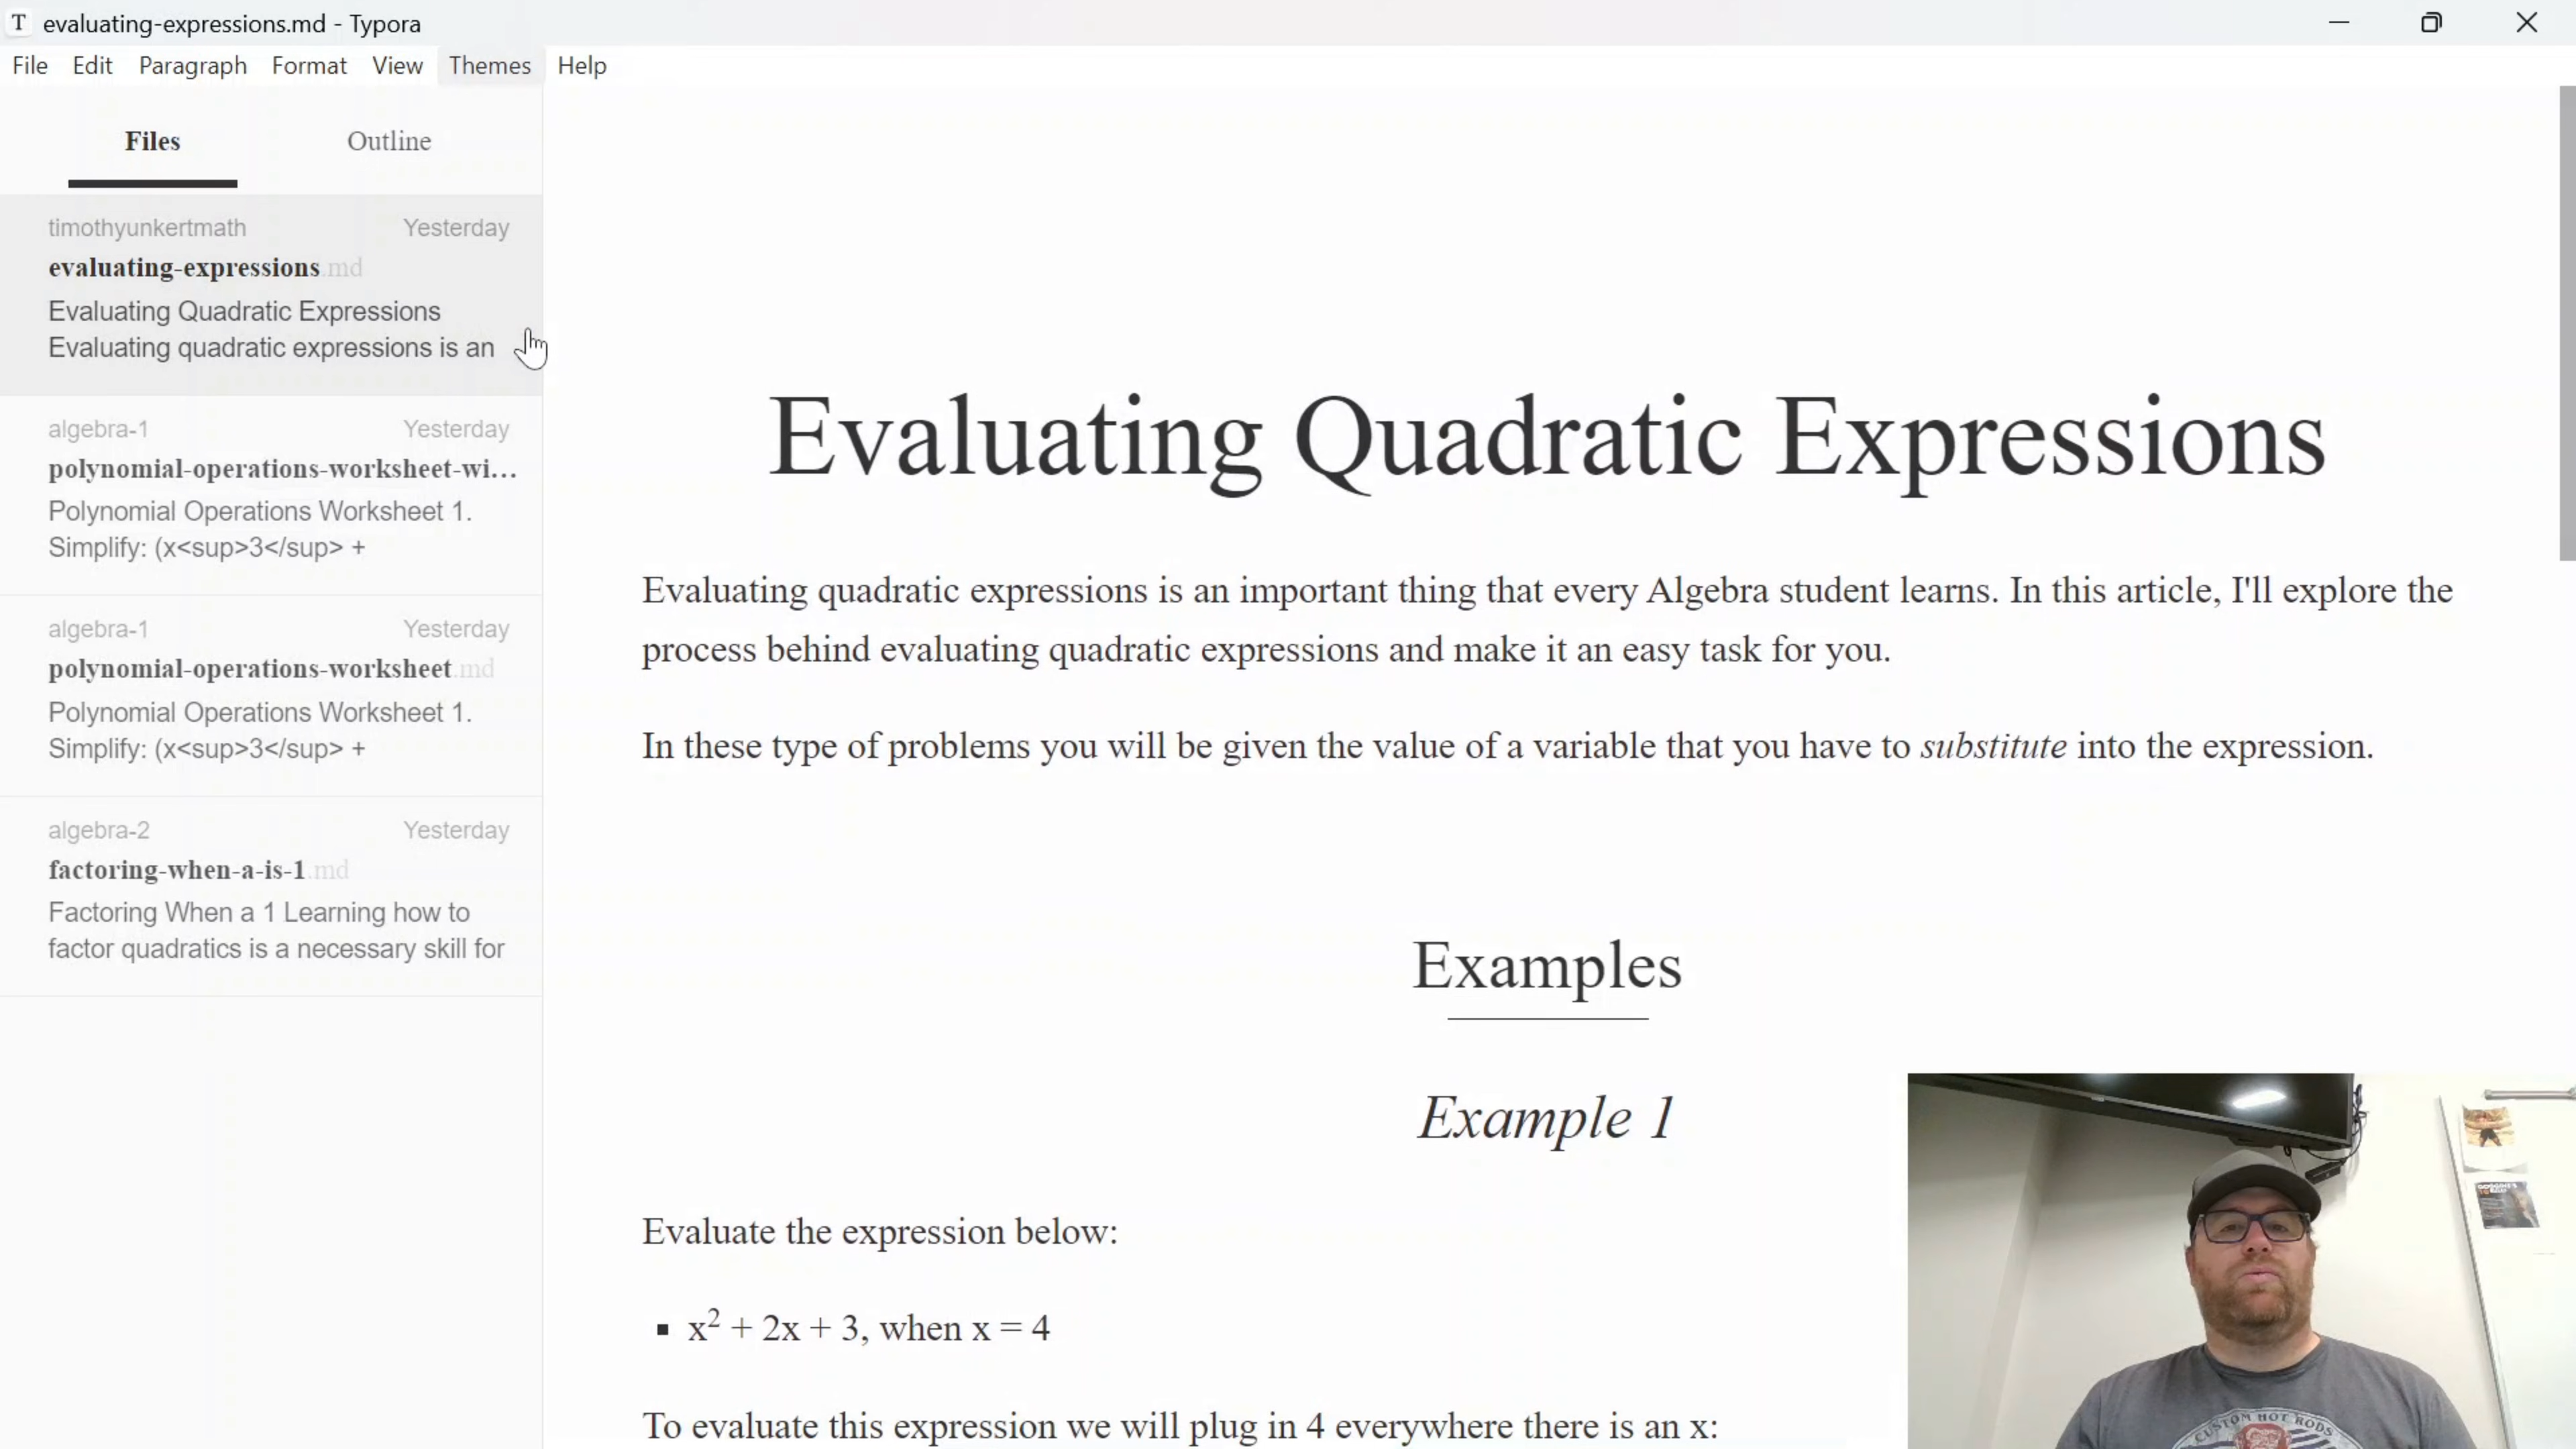 T evaluating-expressions.md - Typora
File Edit Paragraph Format View Themes Help
Files Outline
timothyunkertmath Yesterday
evaluating-expressions.md
Evaluating Quadratic Expressions
Evaluating quadratic expressions is an
algebra-1 Yesterday
polynomial-operations-worksheet-wi...
Polynomial Operations Worksheet 1.
Simplify: (x<sup>3</sup> +
algebra-1 Yesterday
polynomial-operations-worksheet.md
Polynomial Operations Worksheet 1.
Simplify: (x<sup>3</sup> +
algebra-2 Yesterday
factoring-when-a-is-1.md
Factoring When a 1 Learning how to
factor quadratics is a necessary skill for
Evaluating Quadratic Expressions
Evaluating quadratic expressions is an important thing that every Algebra student learns. In this article, I'll explore the
process behind evaluating quadratic expressions and make it an easy task for you.
In these type of problems you will be given the value of a variable that you have to substitute into the expression.
Examples
Example 1
Evaluate the expression below:
▪ x² + 2x + 3, when x = 4
To evaluate this expression we will plug in 4 everywhere there is an x:
CUSTOM HOT RODS